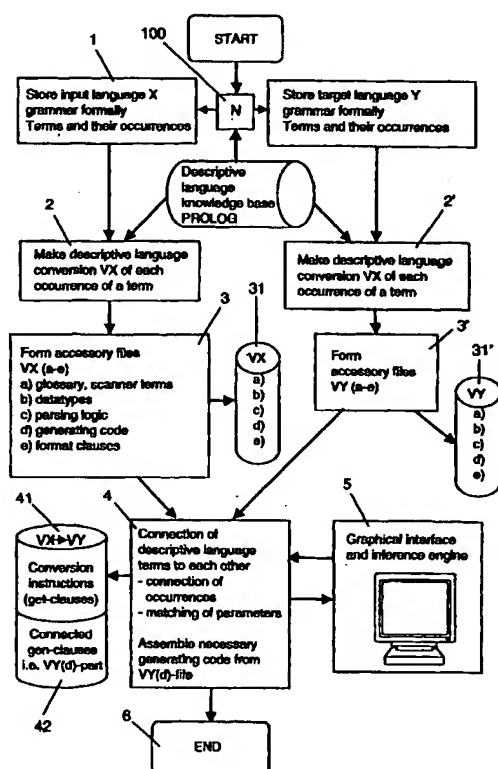 START
1
100
Store input language X
grammar formally
Terms and their occurrences
N
Store target language Y
grammar formally
Terms and their occurrences
Descriptive
language
knowledge base
PROLOG
2
2'
Make descriptive language
conversion VX of each
occurrence of a term
Make descriptive language
conversion VX of each
occurrence of a term
3
31
3'
31'
Form accessory files
VX (a-e)
a) glossary, scanner terms
b) datatypes
c) parsing logic
d) generating code
e) format clauses
VX
a)
b)
c)
d)
e)
Form
accessory files
VY (a-e)
VY
a)
b)
c)
d)
e)
41
4
5
VX▸VY
Conversion
instructions
(get-clauses)
Connected
gen-clauses
i.e. VY(d)-part
42
Connection of
descriptive language
terms to each other
- connection of
occurrences
- matching of parameters
Assemble necessary
generating code from
VY(d)-file
Graphical interface
and inference engine
6
END